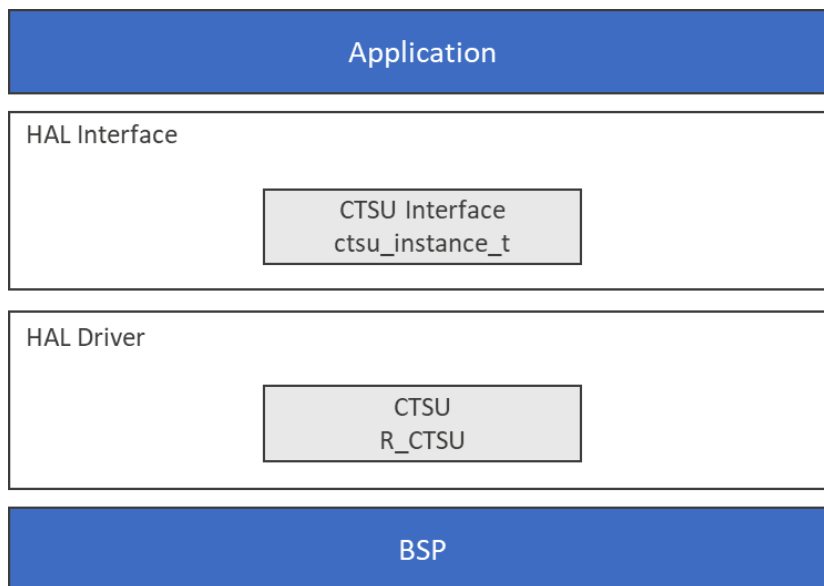 Application
HAL Interface
CTSU Interface
ctsu_instance_t
HAL Driver
CTSU
R_CTSU
BSP